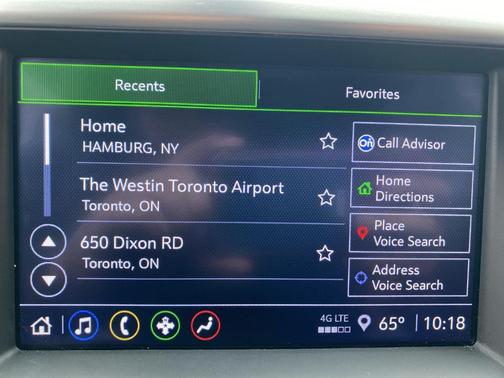 Recents
Favorites
Home
HAMBURG, NY
The Westin Toronto Airport
Toronto, ON
650 Dixon RD
Toronto, ON
On Call Advisor
Home
Directions
Place
Voice Search
Address
Voice Search
4G LTE
65°
10:18